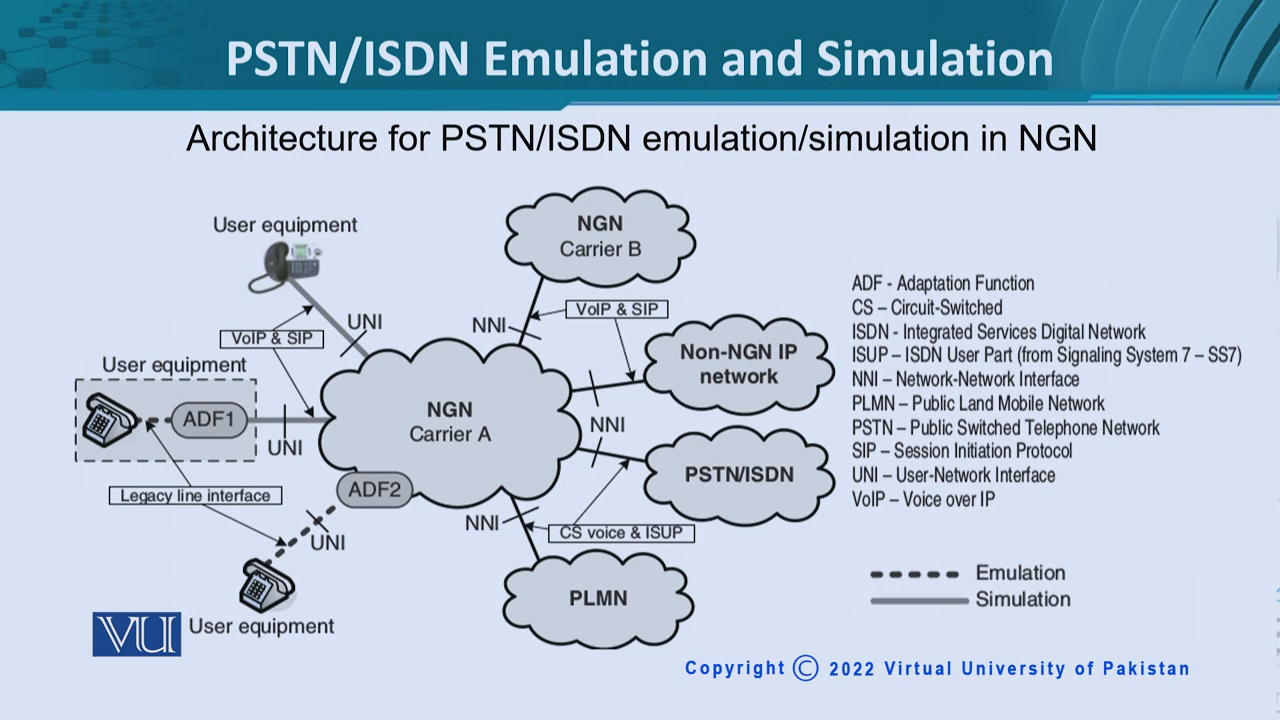 PSTN/ISDN Emulation and Simulation
Architecture for PSTN/ISDN emulation/simulation in NGN
User equipment
NGN
Carrier B
VoIP & SIP
UNI
NNI
VoIP & SIP
User equipment
ADF1
UNI
NGN
Carrier A
Non-NGN IP
network
NNI
PSTN/ISDN
Legacy line interface
ADF2
UNI
NNI
CS voice & ISUP
PLMN
User equipment
ADF - Adaptation Function
CS – Circuit-Switched
ISDN - Integrated Services Digital Network
ISUP – ISDN User Part (from Signaling System 7 – SS7)
NNI – Network-Network Interface
PLMN – Public Land Mobile Network
PSTN – Public Switched Telephone Network
SIP – Session Initiation Protocol
UNI – User-Network Interface
VoIP – Voice over IP
Emulation
Simulation
VU
Copyright © 2022 Virtual University of Pakistan